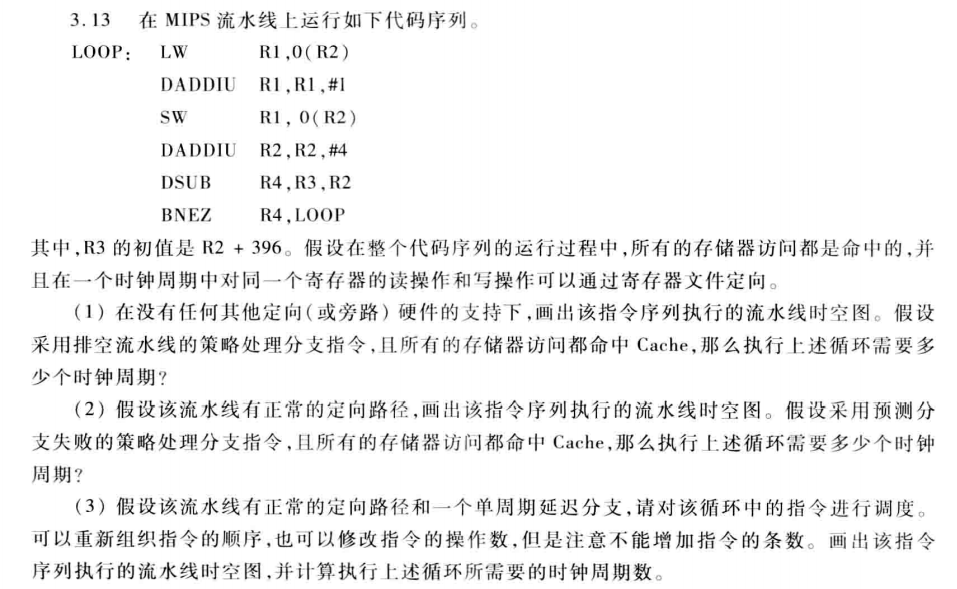 3.13 在 MIPS 流水线上运行如下代码序列。
LOOP: LW R1,0(R2)
DADDIU R1,R1,#1
SW R1, 0(R2)
DADDIU R2,R2,#4
DSUB R4,R3,R2
BNEZ R4,LOOP
其中,R3 的初值是 R2 + 396。假设在整个代码序列的运行过程中,所有的存储器访问都是命中的,并
且在一个时钟周期中对同一个寄存器的读操作和写操作可以通过寄存器文件定向。
(1) 在没有任何其他定向(或旁路)硬件的支持下,画出该指令序列执行的流水线时空图。假设
采用排空流水线的策略处理分支指令,且所有的存储器访问都命中 Cache,那么执行上述循环需要多
少个时钟周期?
(2) 假设该流水线有正常的定向路径,画出该指令序列执行的流水线时空图。假设采用预测分
支失败的策略处理分支指令,且所有的存储器访问都命中 Cache,那么执行上述循环需要多少个时钟
周期?
(3) 假设该流水线有正常的定向路径和一个单周期延迟分支,请对该循环中的指令进行调度。
可以重新组织指令的顺序,也可以修改指令的操作数,但是注意不能增加指令的条数。画出该指令
序列执行的流水线时空图,并计算执行上述循环所需要的时钟周期数。